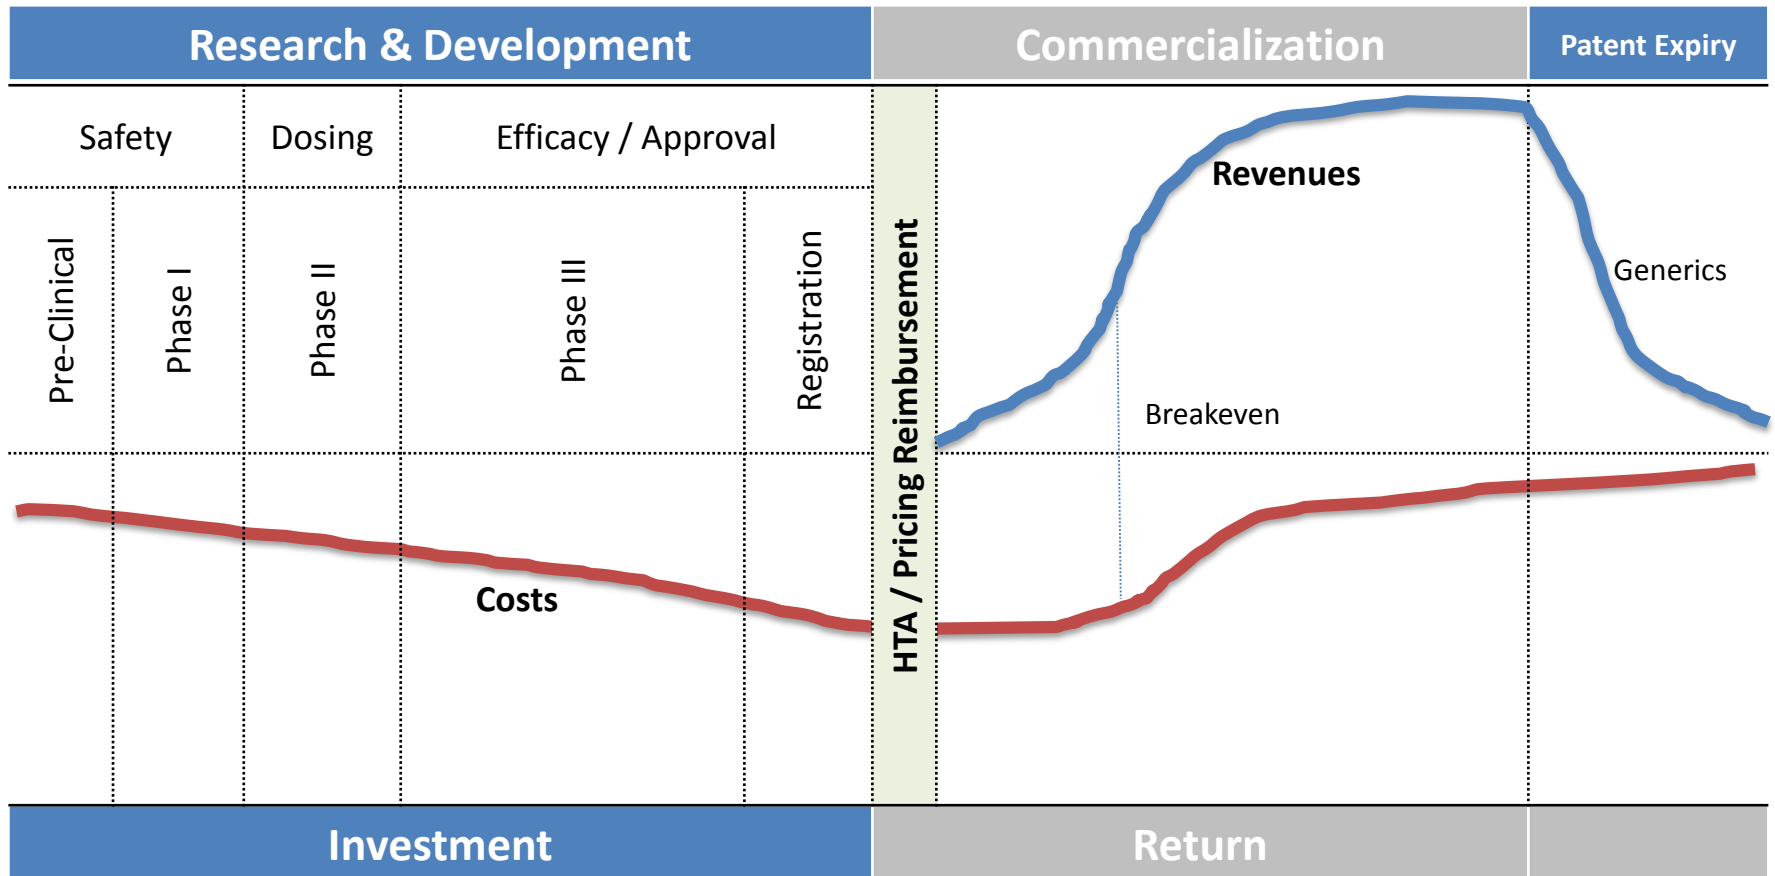 Research & Development
Commercialization
Patent Expiry
Safety
Dosing
Efficacy / Approval
Pre-Clinical
Phase I
Phase II
Phase III
Registration
HTA / Pricing Reimbursement
Revenues
Generics
Breakeven
Costs
Investment
Return